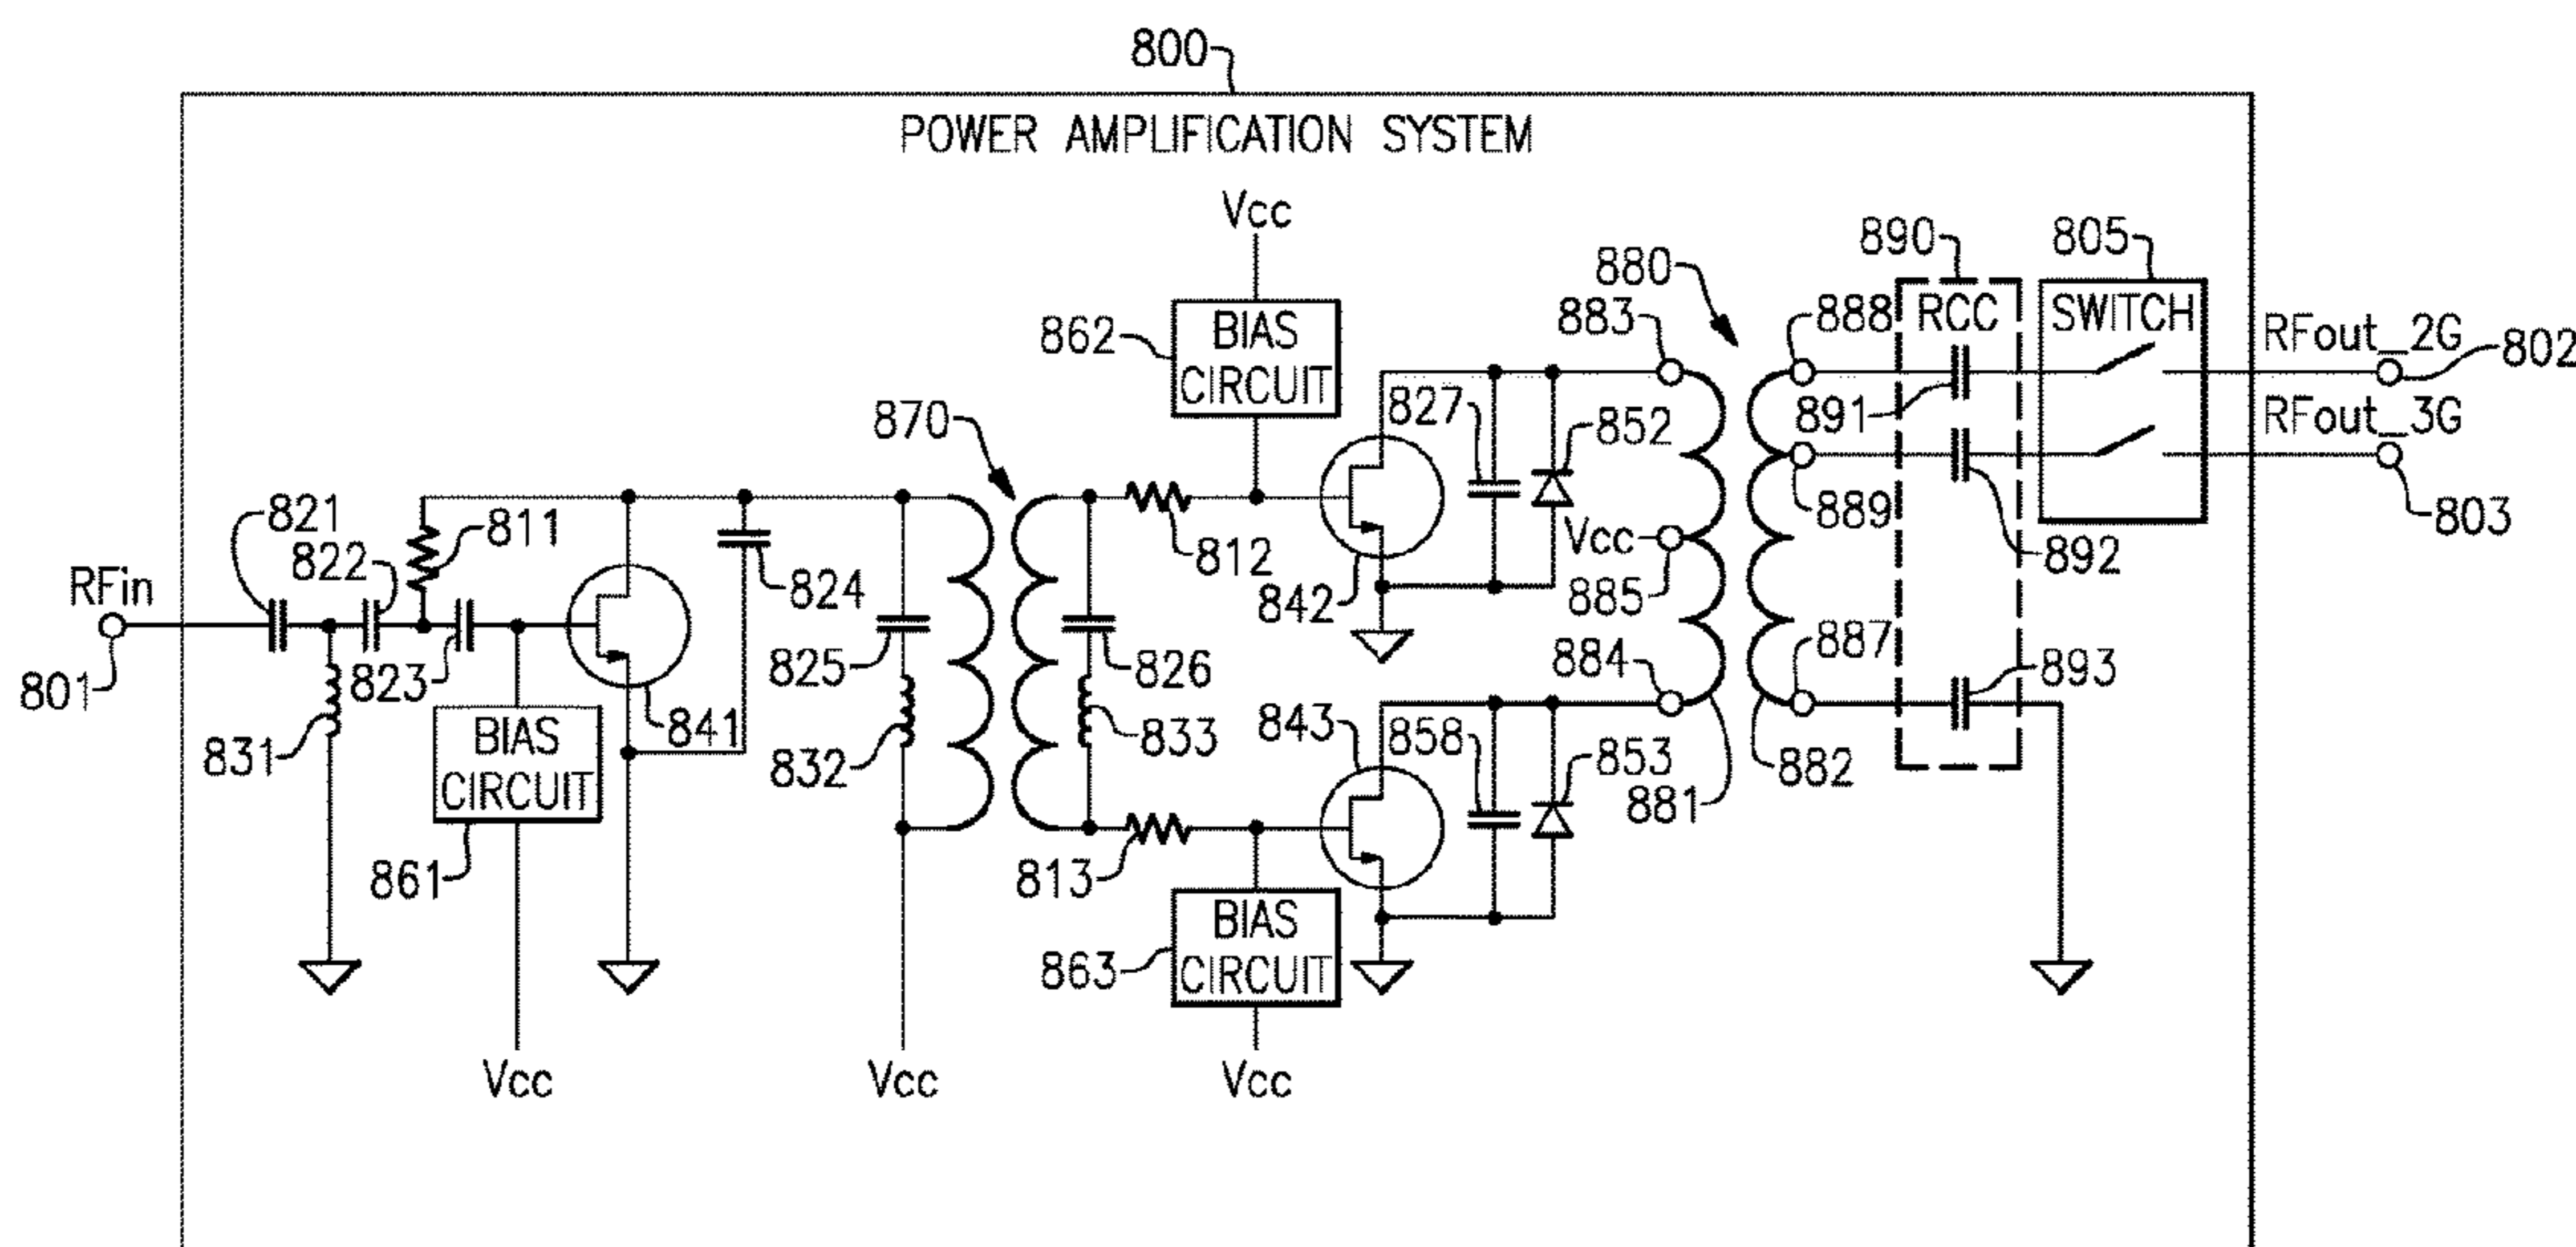 800
POWER AMPLIFICATION SYSTEM
Vcc
890
805
880
862
BIAS
CIRCUIT
883
888
RCC
SWITCH
RFout_2G
802
870
827
852
891
RFout_3G
821
822
811
812
842
Vcc
885
889
892
803
RFin
801
823
824
825
826
884
887
893
831
BIAS
CIRCUIT
841
832
833
843
858
853
881
882
861
813
BIAS
CIRCUIT
863
Vcc
Vcc
Vcc